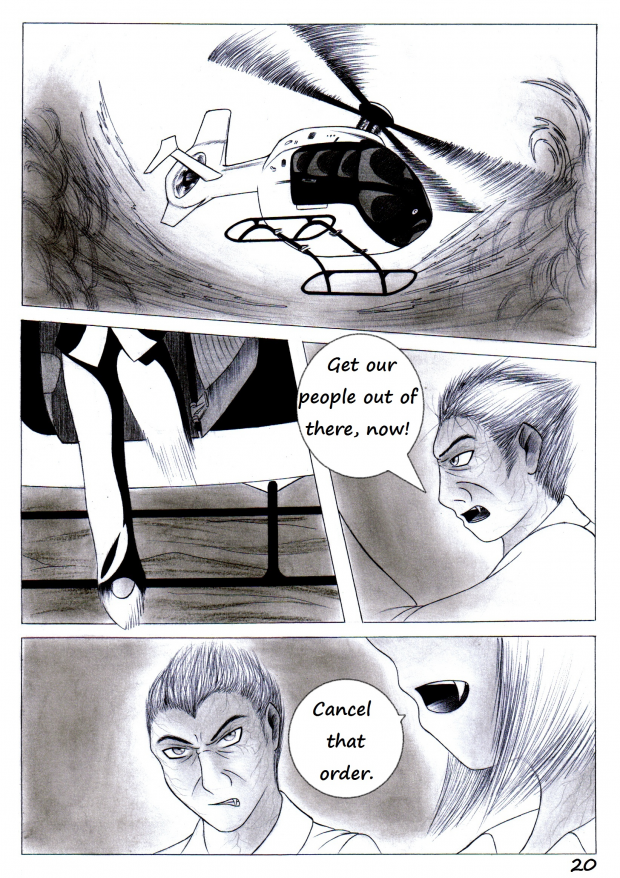 Get our
people out of
there, now!
Cancel
that
order.
20